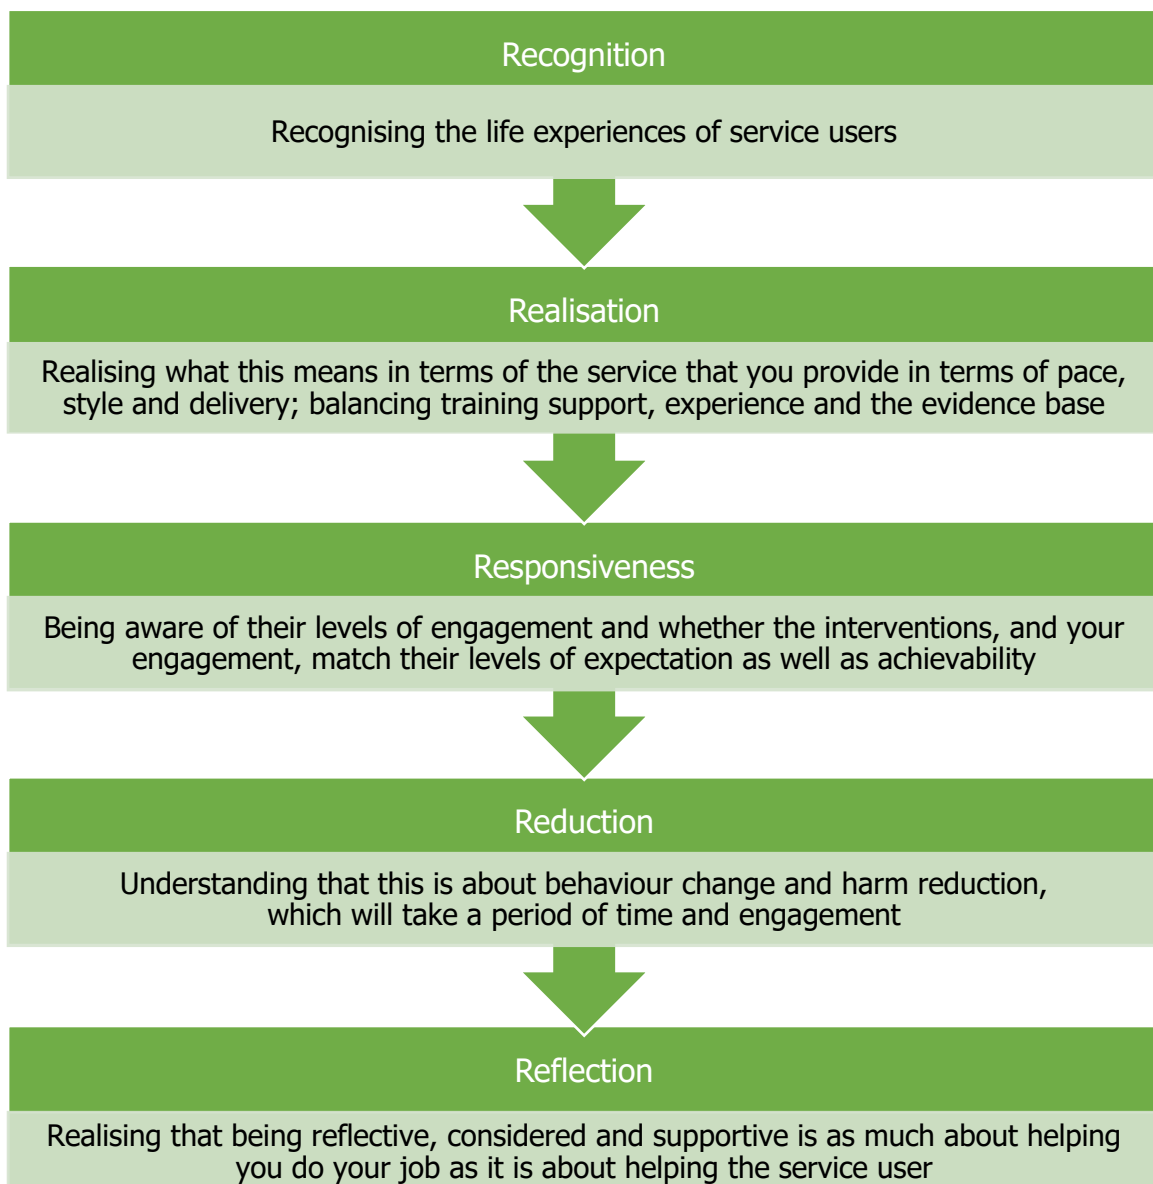 Recognition
Recognising the life experiences of service users
Realisation
Realising what this means in terms of the service that you provide in terms of pace,
style and delivery; balancing training support, experience and the evidence base
Responsiveness
Being aware of their levels of engagement and whether the interventions, and your
engagement, match their levels of expectation as well as achievability
Reduction
Understanding that this is about behaviour change and harm reduction,
which will take a period of time and engagement
Reflection
Realising that being reflective, considered and supportive is as much about helping
you do your job as it is about helping the service user